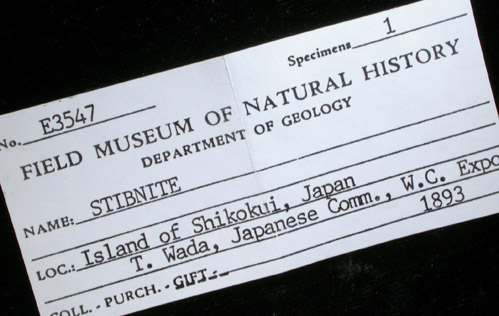 Specimens 1
No. E3547
FIELD MUSEUM OF NATURAL HISTORY
DEPARTMENT OF GEOLOGY
NAME: STIBNITE
LOC.: Island of Shikokui, Japan
T. Wada, Japanese Comm., W.C. Expo
1893
COLL. - PURCH. - GIFT